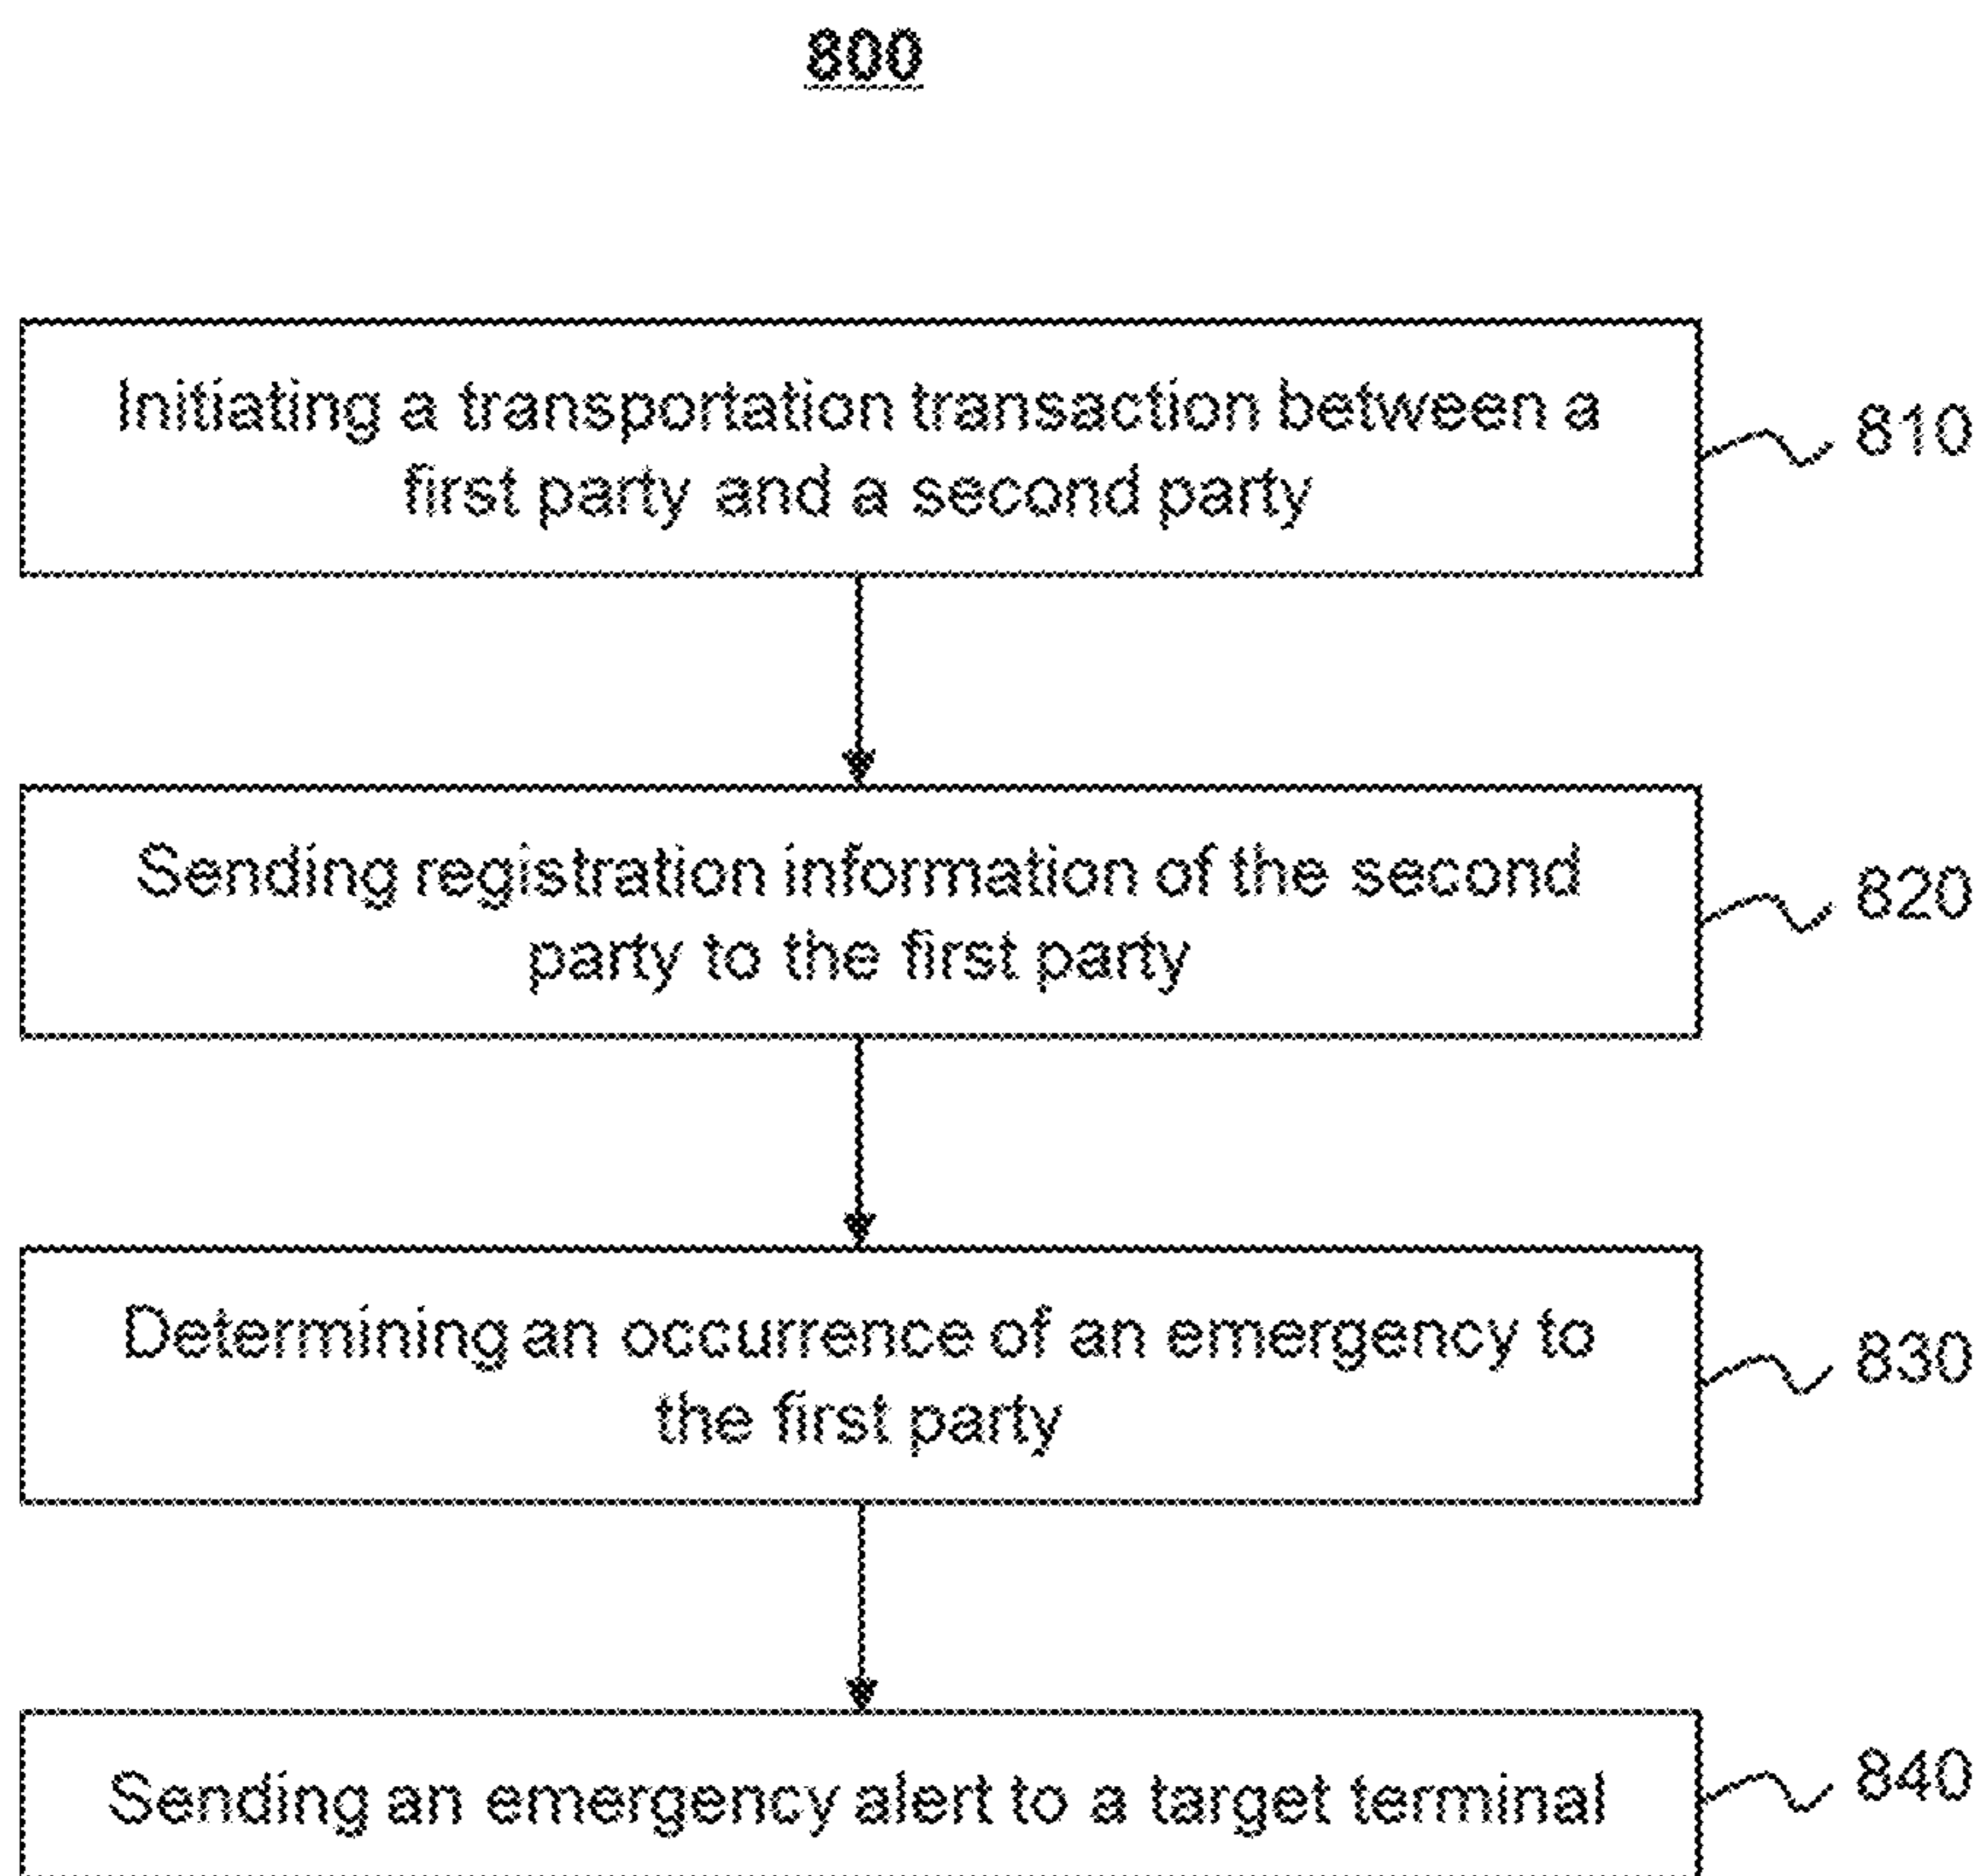 800
Initiating a transportation transaction between a
first party and a second party
810
Sending registration information of the second
party to the first party
820
Determining an occurrence of an emergency to
the first party
830
Sending an emergency alert to a target terminal
840